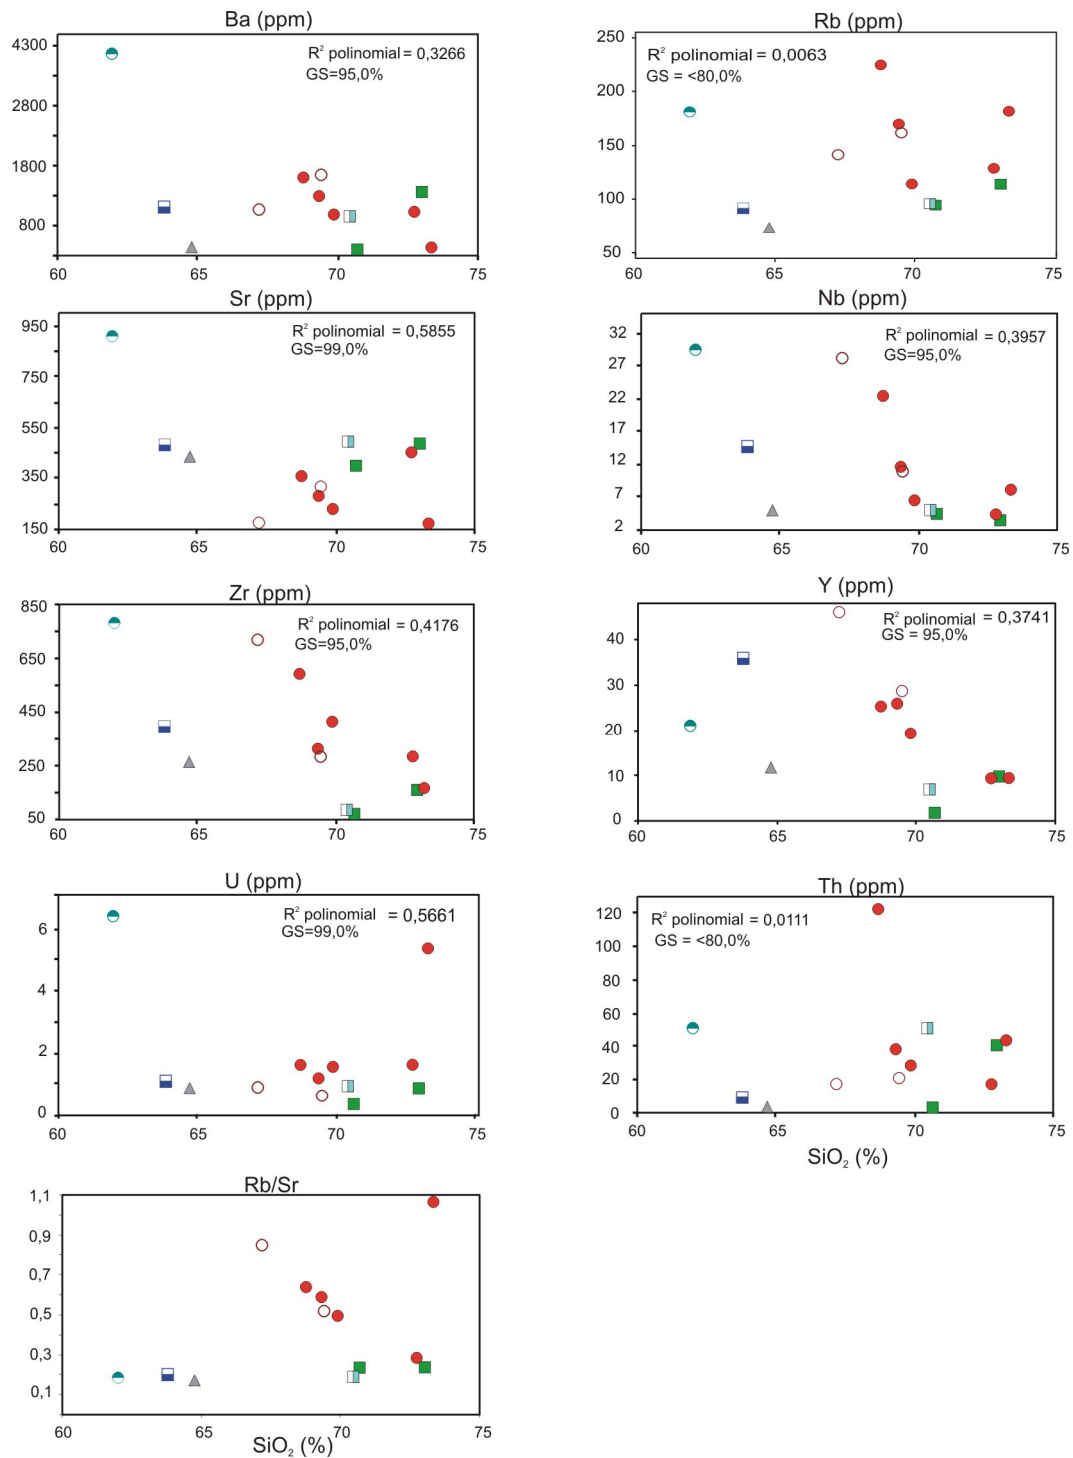 Ba (ppm)
R² polinomial = 0,3266
GS=95,0%
4300
2800
1800
800
60 65 70 75
Rb (ppm)
R² polinomial = 0,0063
GS = <80,0%
250
200
150
100
50
60 65 70 75
Sr (ppm)
R² polinomial = 0,5855
GS=99,0%
950
750
550
350
150
60 65 70 75
Nb (ppm)
R² polinomial = 0,3957
GS=95,0%
32
27
22
17
12
7
2
60 65 70 75
Zr (ppm)
R² polinomial = 0,4176
GS=95,0%
850
650
450
250
50
60 65 70 75
Y (ppm)
R² polinomial = 0,3741
GS = 95,0%
40
30
20
10
0
60 65 70 75
U (ppm)
R² polinomial = 0,5661
GS=99,0%
6
4
2
0
60 65 70 75
Th (ppm)
R² polinomial = 0,0111
GS = <80,0%
120
100
80
60
40
20
0
60 65 70 75
SiO₂ (%)
Rb/Sr
1,1
0,9
0,7
0,5
0,3
0,1
60 65 70 75
SiO₂ (%)